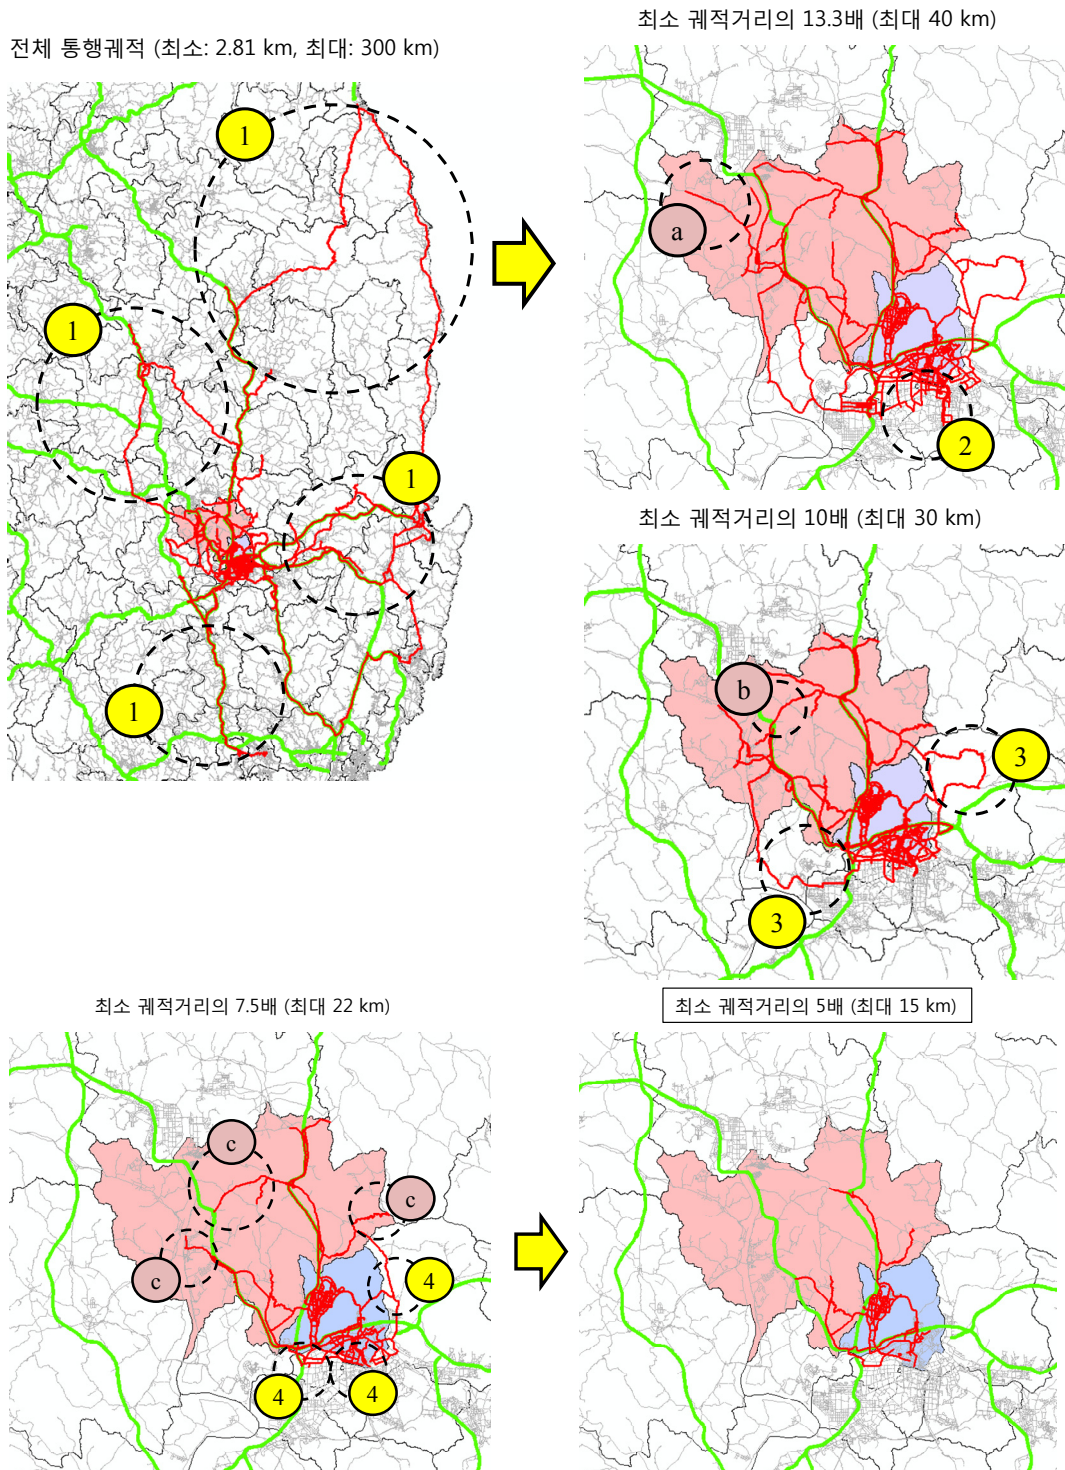 전체 통행궤적 (최소: 2.81 km, 최대: 300 km)
1
1
1
1
최소 궤적거리의 13.3배 (최대 40 km)
a
2
최소 궤적거리의 10배 (최대 30 km)
b
3
3
최소 궤적거리의 7.5배 (최대 22 km)
c
c
c
4
4
4
최소 궤적거리의 5배 (최대 15 km)